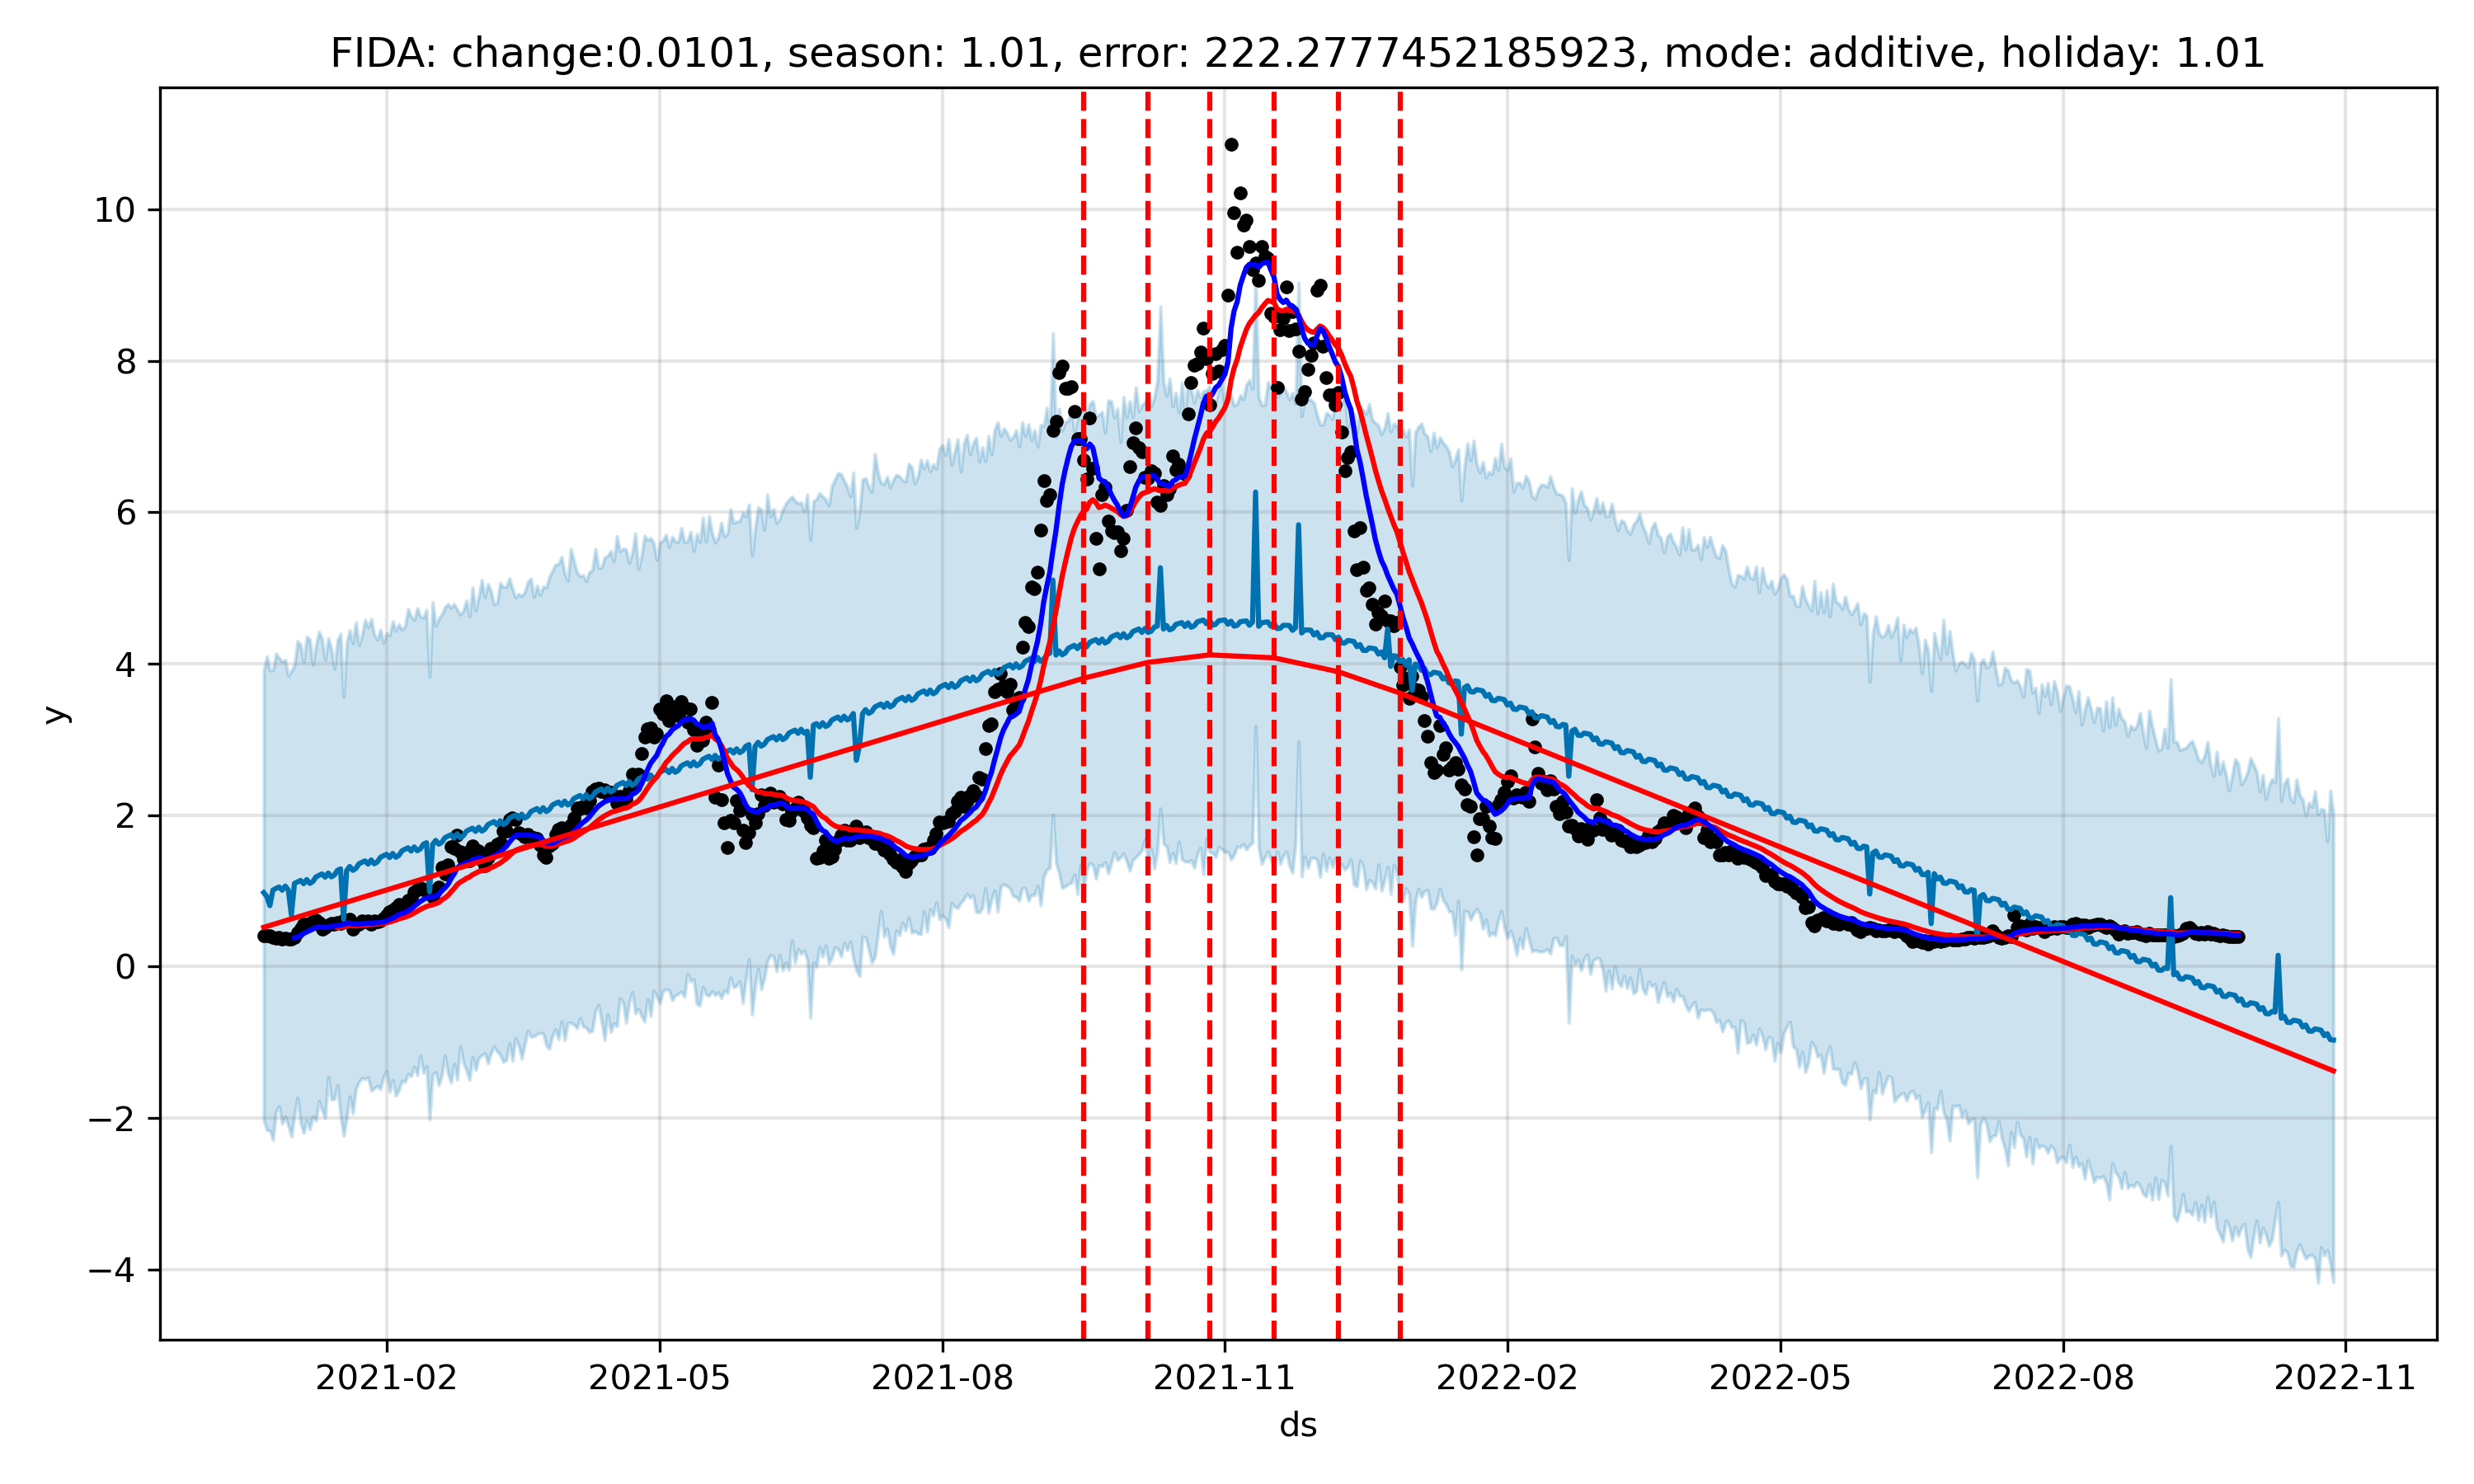 FIDA: change:0.0101, season: 1.01, error: 222.2777452185923, mode: additive, holiday: 1.01
10
8
6
4
2
0
−2
−4
y
2021-02 2021-05 2021-08 2021-11 2022-02 2022-05 2022-08 2022-11
ds